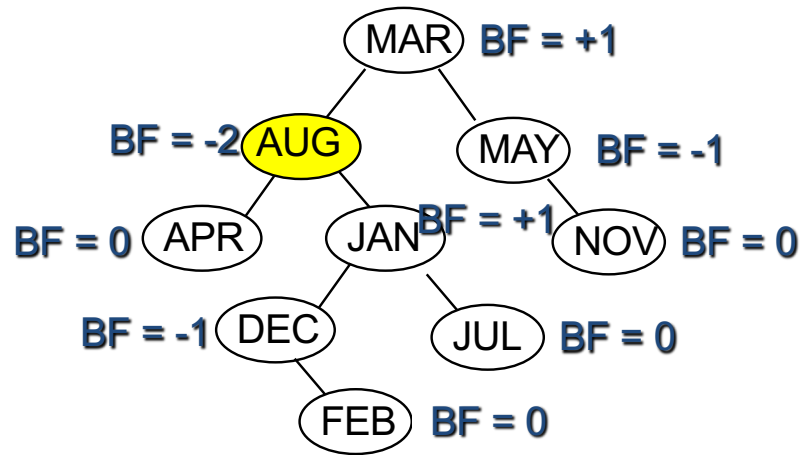 MAR BF = +1
BF = -2 AUG MAY BF = -1
BF = 0 APR JAN BF = +1 NOV BF = 0
BF = -1 DEC JUL BF = 0
FEB BF = 0